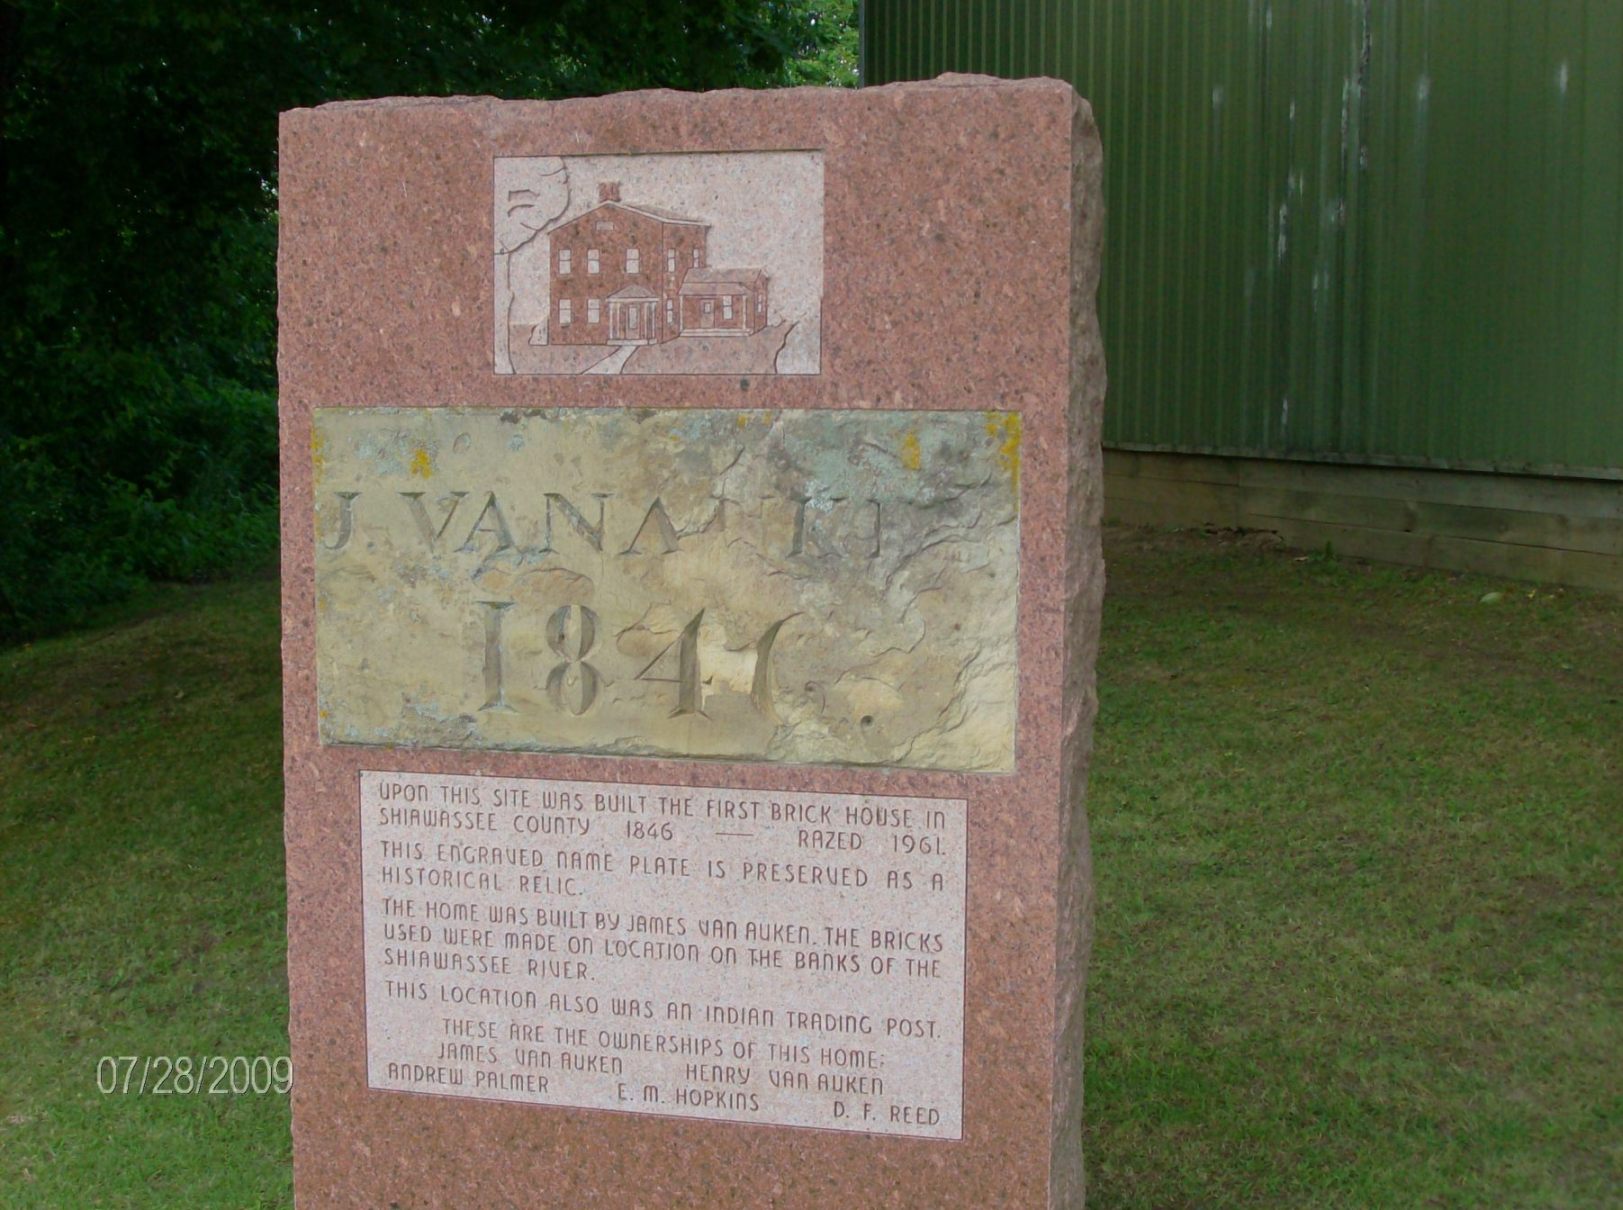 J. VAN AUKE
1846
UPON THIS SITE WAS BUILT THE FIRST BRICK HOUSE IN
SHIAWASSEE COUNTY 1846 — RAZED 1961.
THIS ENGRAVED NAME PLATE IS PRESERVED AS A
HISTORICAL RELIC.
THE HOME WAS BUILT BY JAMES VAN AUKEN. THE BRICKS
USED WERE MADE ON LOCATION ON THE BANKS OF THE
SHIAWASSEE RIVER.
THIS LOCATION ALSO WAS AN INDIAN TRADING POST.
THESE ARE THE OWNERSHIPS OF THIS HOME:
JAMES VAN AUKEN HENRY VAN AUKEN
ANDREW PALMER E. M. HOPKINS D. F. REED
07/28/2009